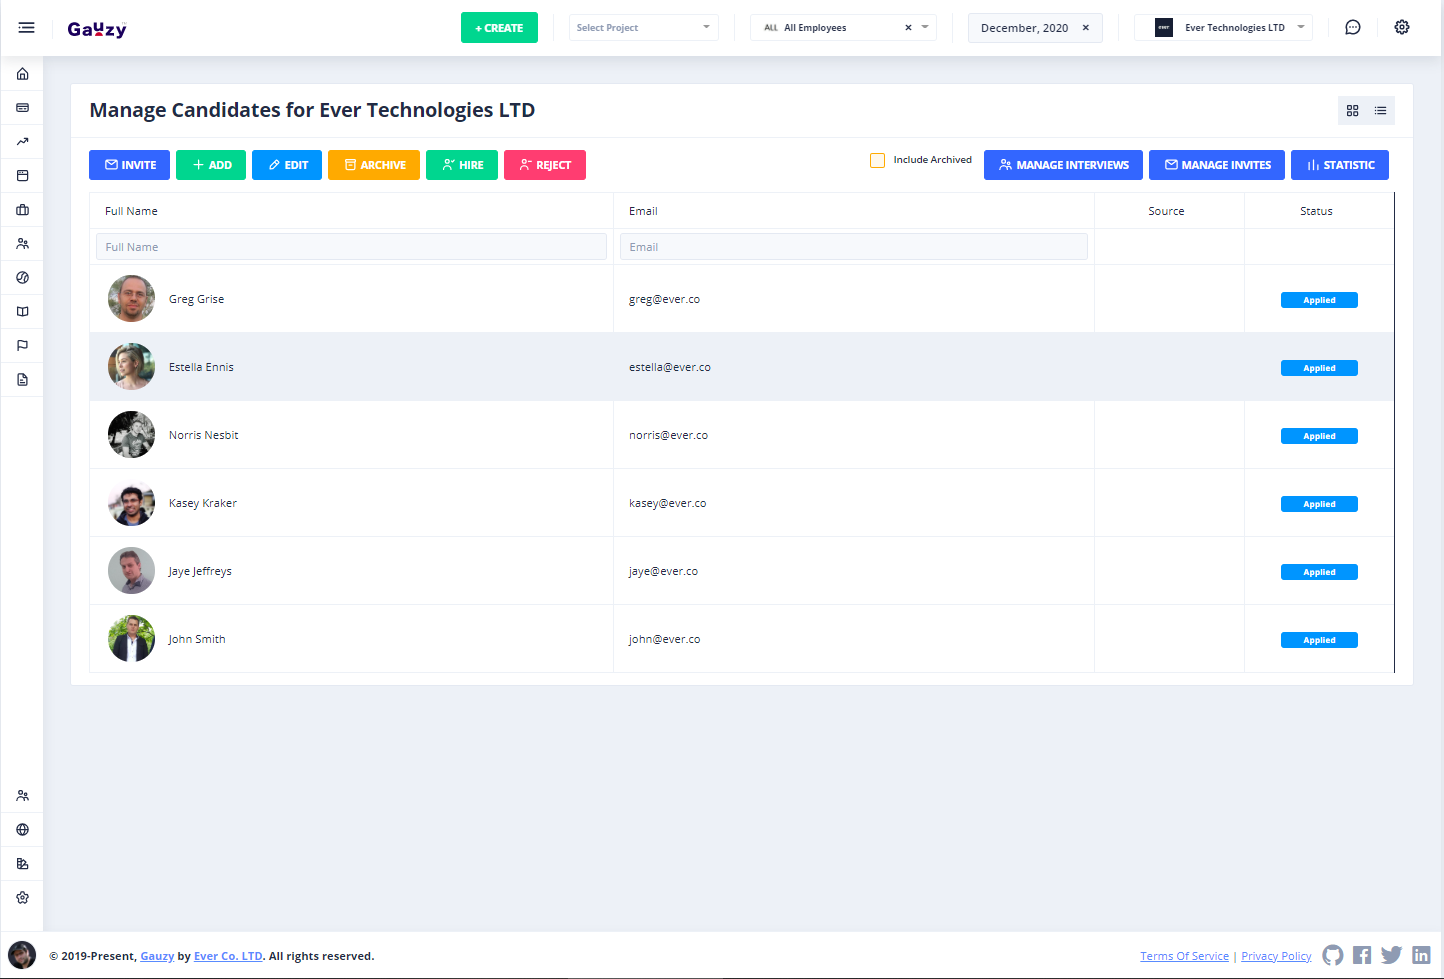 Gauzy
+ CREATE
Select Project
ALL All Employees ×
December, 2020 ×
ever Ever Technologies LTD
Manage Candidates for Ever Technologies LTD
INVITE
ADD
EDIT
ARCHIVE
HIRE
REJECT
Include Archived
MANAGE INTERVIEWS
MANAGE INVITES
STATISTIC
Full Name Email Source Status
Full Name Email
Greg Grise greg@ever.co Applied
Estella Ennis estella@ever.co Applied
Norris Nesbit norris@ever.co Applied
Kasey Kraker kasey@ever.co Applied
Jaye Jeffreys jaye@ever.co Applied
John Smith john@ever.co Applied
© 2019-Present, Gauzy by Ever Co. LTD. All rights reserved.
Terms Of Service | Privacy Policy